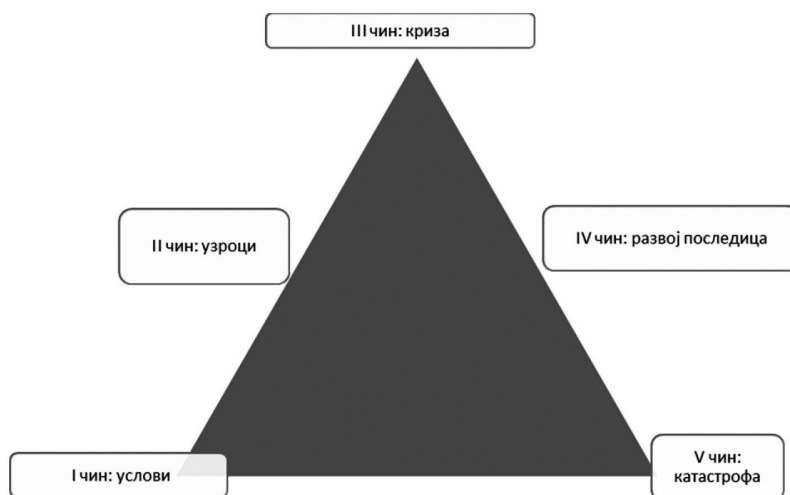 III чин: криза
II чин: узроци
IV чин: развој последица
I чин: услови
V чин:
катастрофа